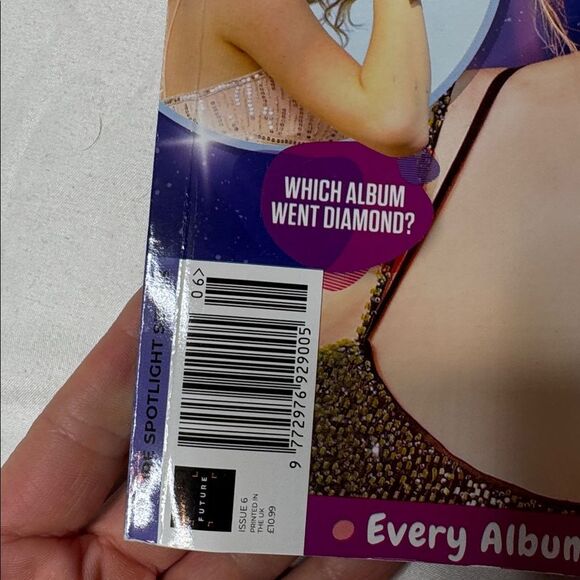 WHICH ALBUM
WENT DIAMOND?
SPOTLIGHT
06>
9 772976 929005
FUTURE
ISSUE 6
PRINTED IN
THE UK
£10.99
Every Album